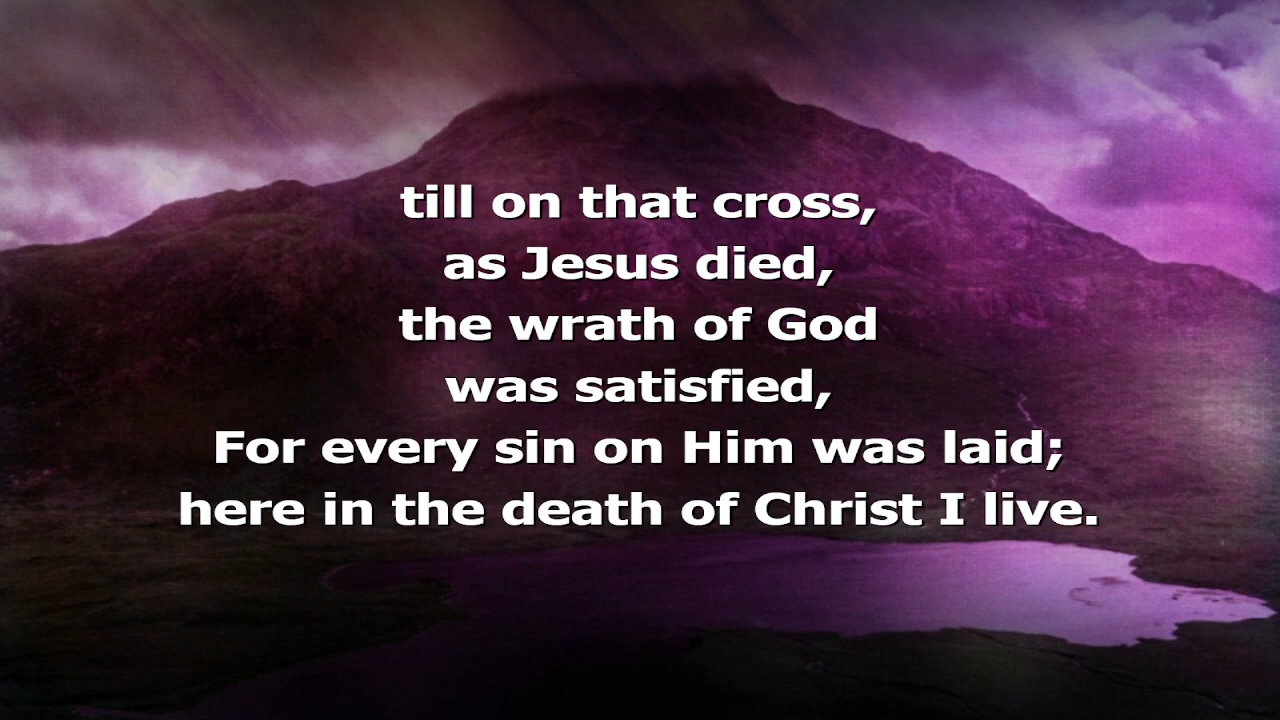 till on that cross,
as Jesus died,
the wrath of God
was satisfied,
For every sin on Him was laid;
here in the death of Christ I live.